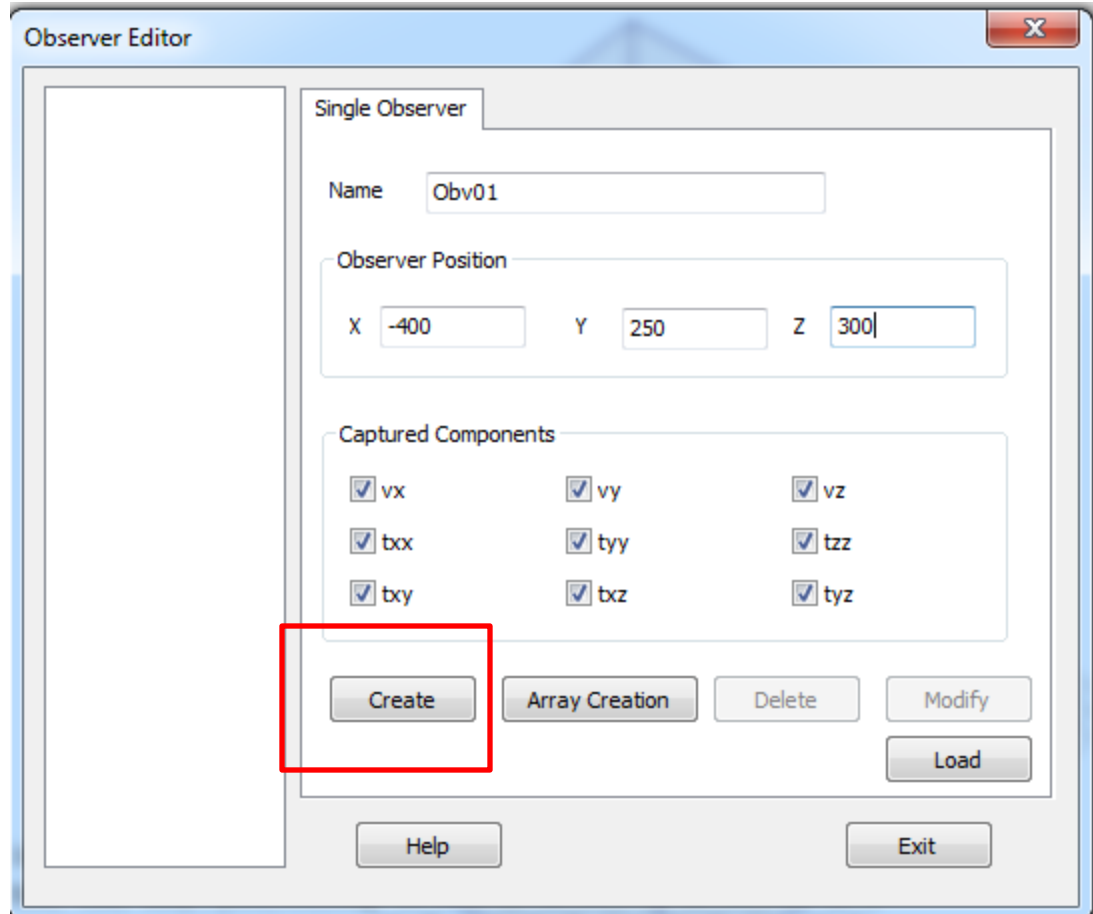 Observer Editor
Single Observer
Name Obv01
Observer Position
X -400 Y 250 Z 300
Captured Components
vx vy vz
txx tyy tzz
txy txz tyz
Create Array Creation Delete Modify
Load
Help Exit